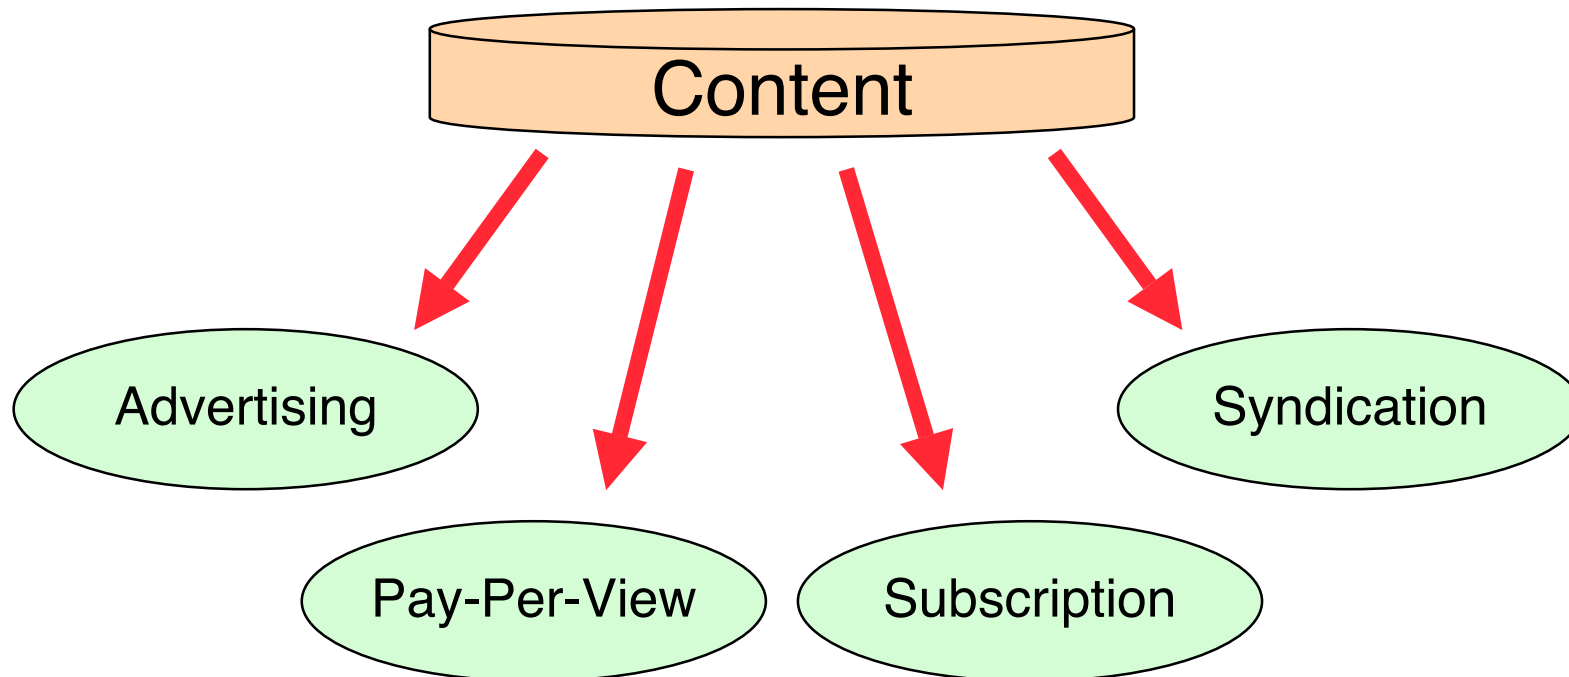 Content
Advertising
Syndication
Pay-Per-View
Subscription